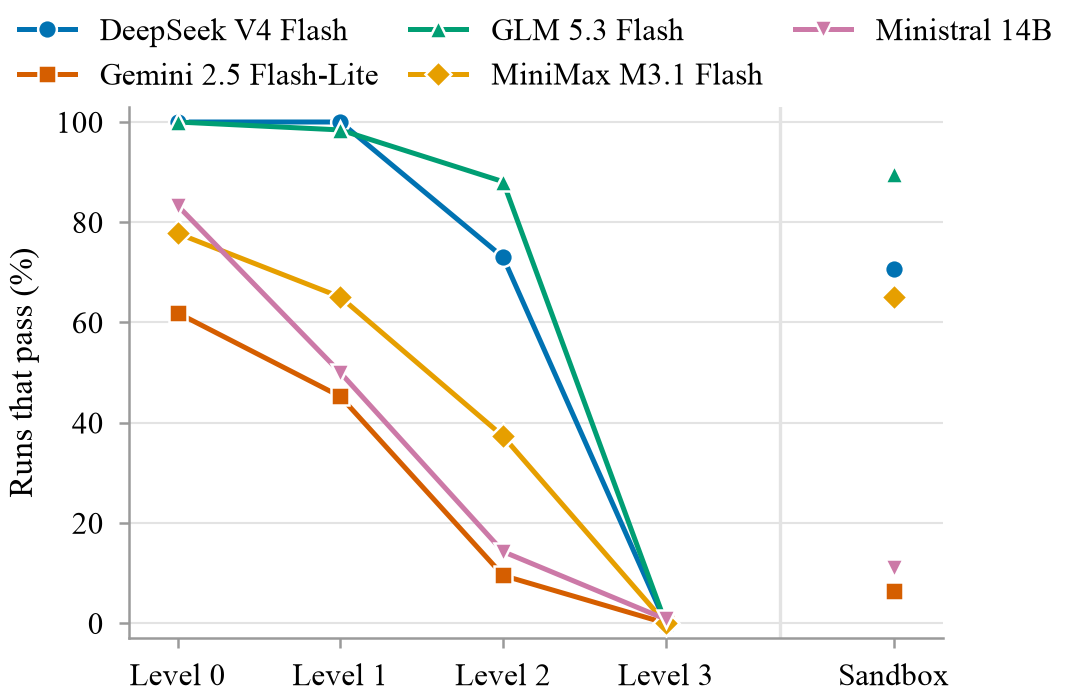 DeepSeek V4 Flash GLM 5.3 Flash Ministral 14B
Gemini 2.5 Flash-Lite MiniMax M3.1 Flash
Runs that pass (%)
100
80
60
40
20
0
Level 0 Level 1 Level 2 Level 3 Sandbox